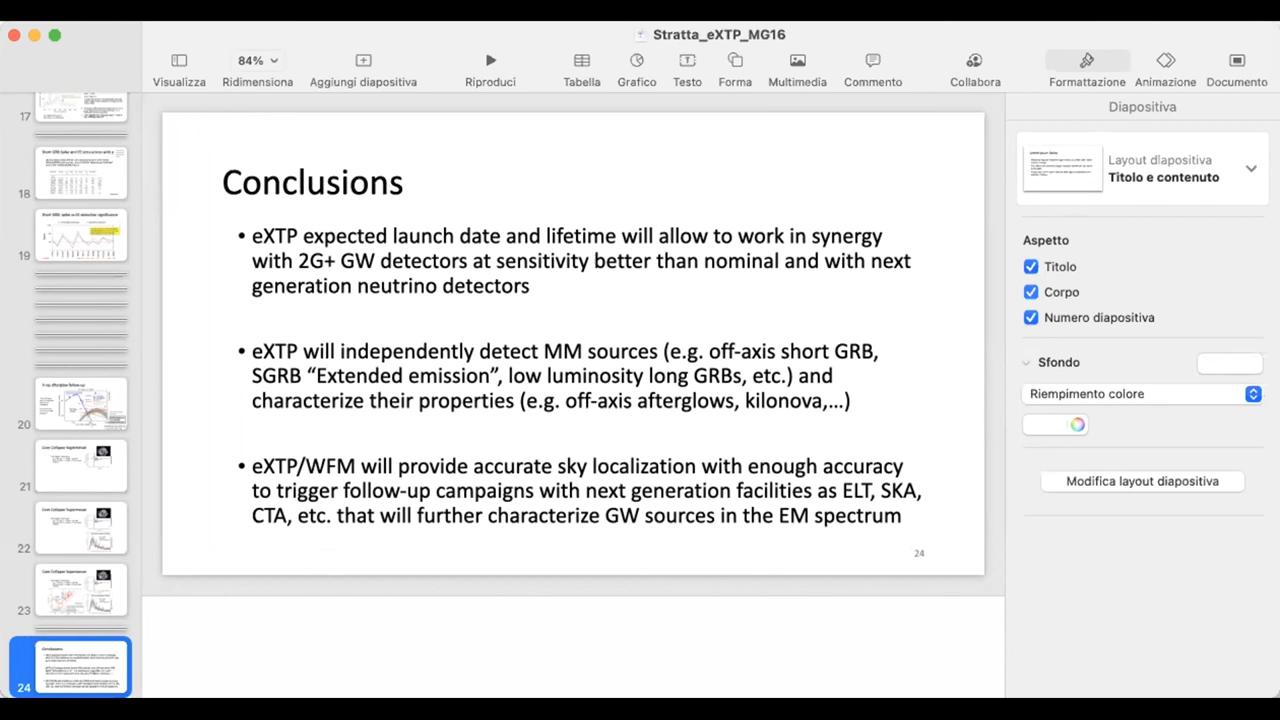 Stratta_eXTP_MG16
84%
Visualizza
Ridimensiona
Aggiungi diapositiva
Riproduci
Tabella
Grafico
Testo
Forma
Multimedia
Commento
Collabora
Formattazione
Animazione
Documento
17
18
19
20
21
22
23
24
Conclusions
• eXTP expected launch date and lifetime will allow to work in synergy
with 2G+ GW detectors at sensitivity better than nominal and with next
generation neutrino detectors
• eXTP will independently detect MM sources (e.g. off-axis short GRB,
SGRB “Extended emission”, low luminosity long GRBs, etc.) and
characterize their properties (e.g. off-axis afterglows, kilonova,...)
• eXTP/WFM will provide accurate sky localization with enough accuracy
to trigger follow-up campaigns with next generation facilities as ELT, SKA,
CTA, etc. that will further characterize GW sources in the EM spectrum
24
Diapositiva
Layout diapositiva
Titolo e contenuto
Aspetto
Titolo
Corpo
Numero diapositiva
Sfondo
Riempimento colore
Modifica layout diapositiva